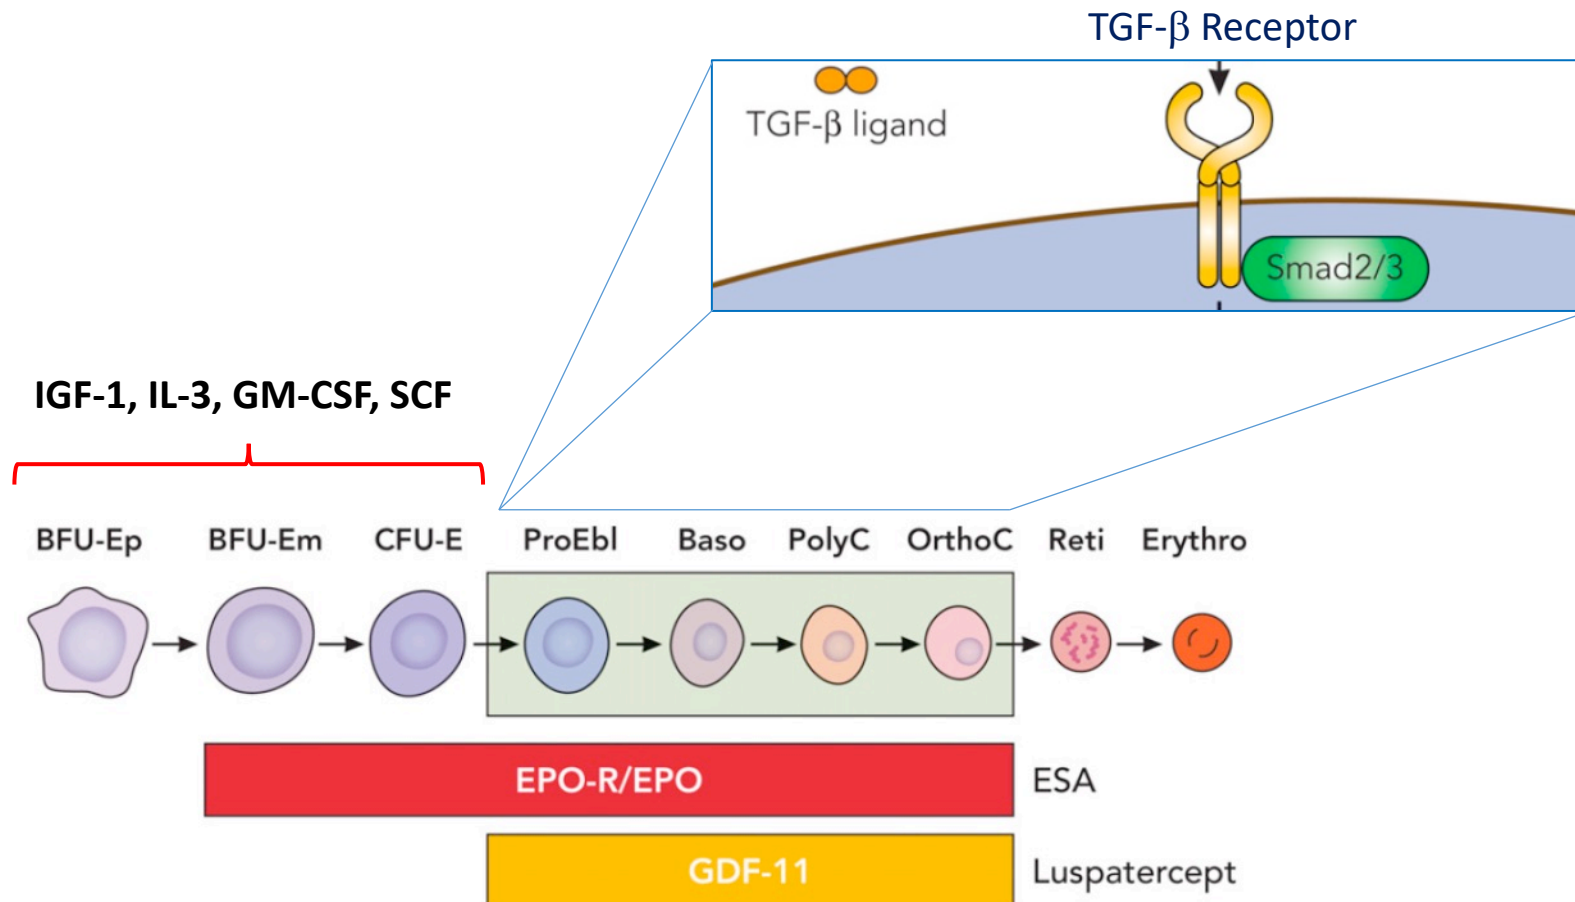 TGF-β Receptor
TGF-β ligand
Smad2/3
IGF-1, IL-3, GM-CSF, SCF
BFU-Ep BFU-Em CFU-E ProEbl Baso PolyC OrthoC Reti Erythro
EPO-R/EPO ESA
GDF-11 Luspatercept